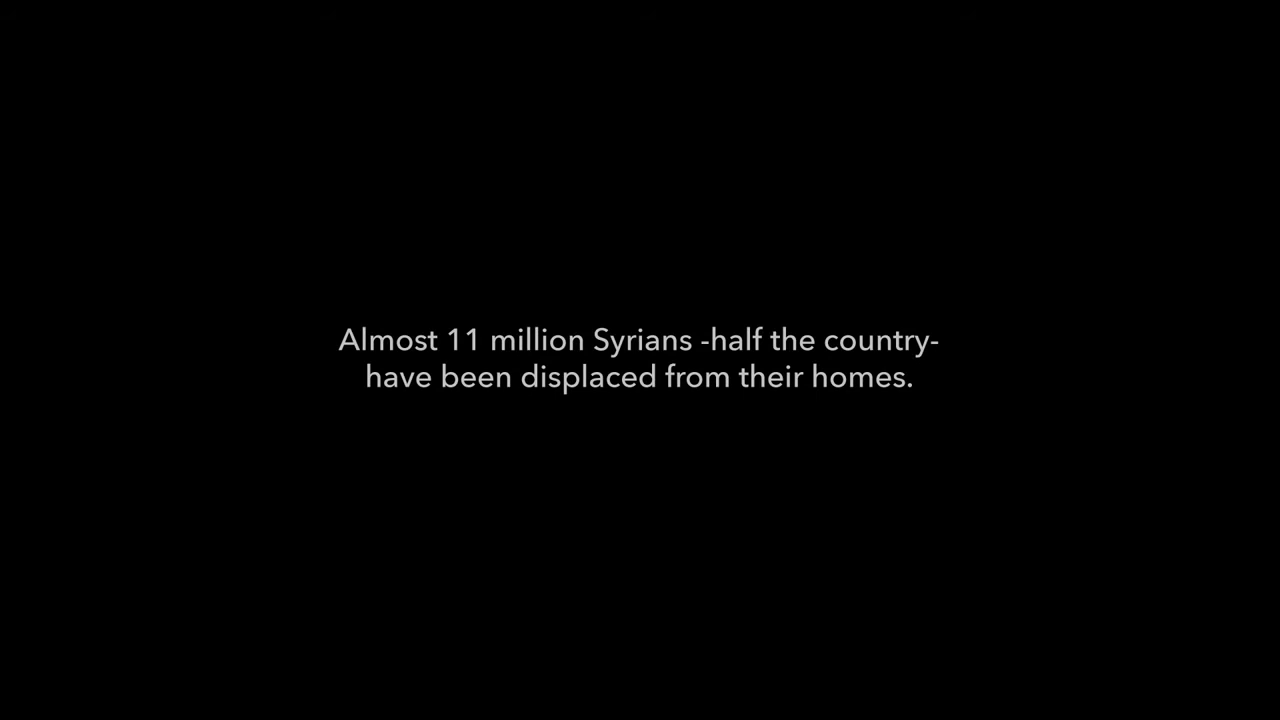 Almost 11 million Syrians -half the country-
have been displaced from their homes.